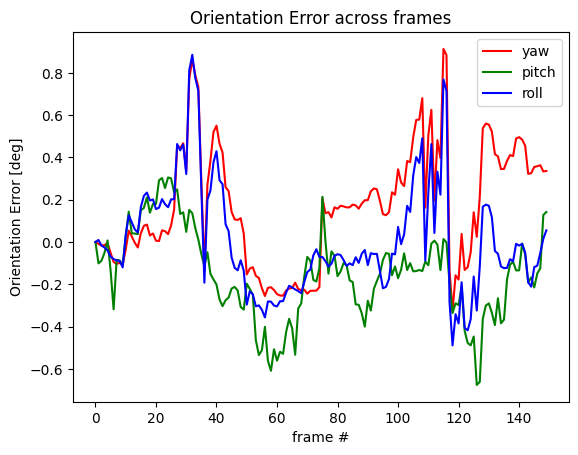 Orientation Error across frames
yaw
pitch
roll
Orientation Error [deg]
0.8
0.6
0.4
0.2
0.0
−0.2
−0.4
−0.6
0 20 40 60 80 100 120 140
frame #